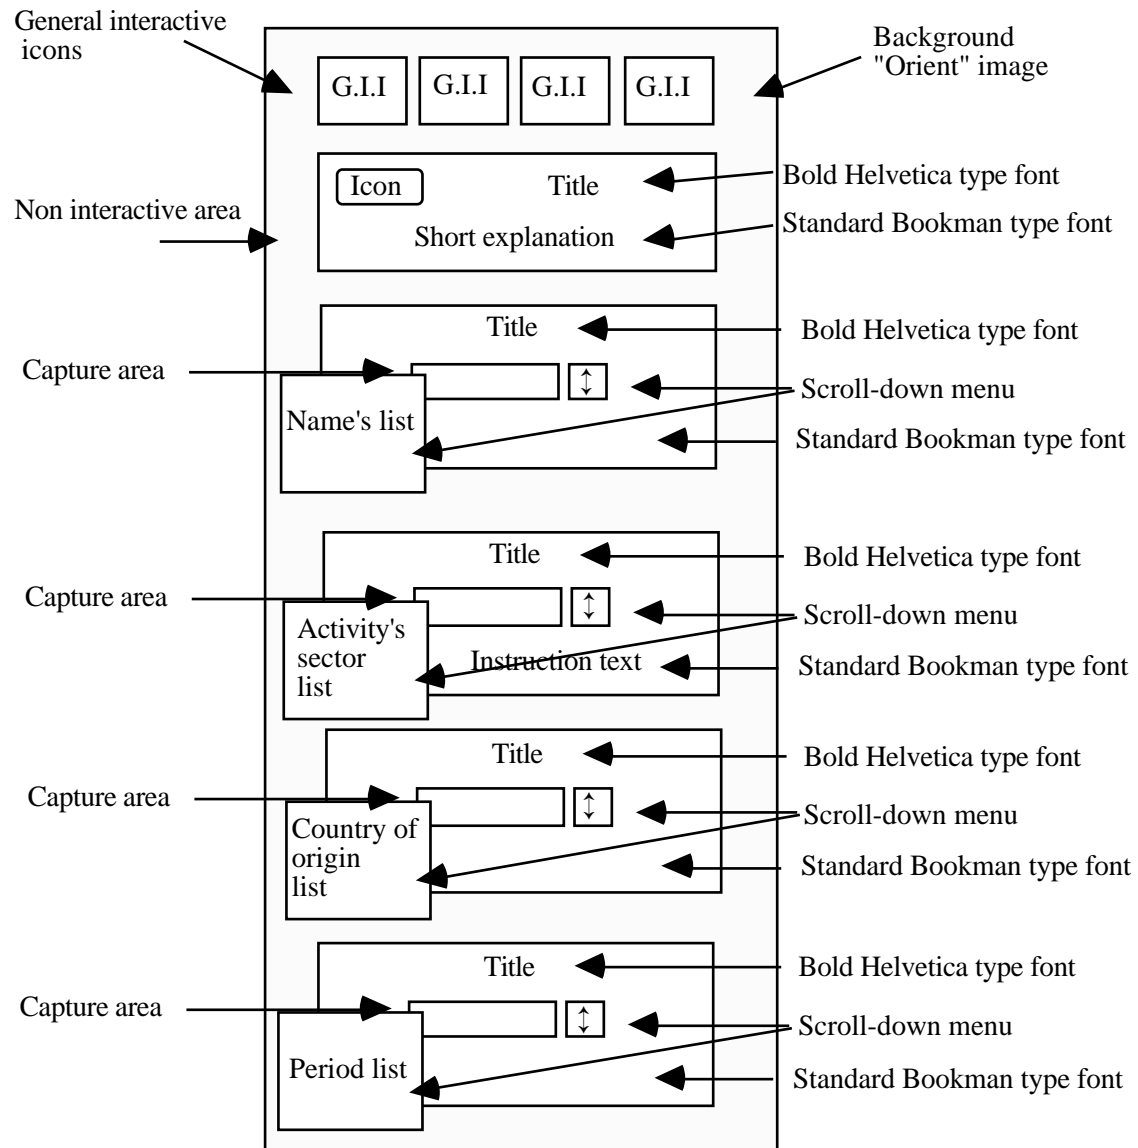 General interactive
icons
Background
"Orient" image
G.I.I
G.I.I
G.I.I
G.I.I
Icon
Title
Bold Helvetica type font
Non interactive area
Short explanation
Standard Bookman type font
Title
Bold Helvetica type font
Capture area
Scroll-down menu
Name's list
Standard Bookman type font
Title
Bold Helvetica type font
Capture area
Scroll-down menu
Activity's
sector
list
Instruction text
Standard Bookman type font
Title
Bold Helvetica type font
Capture area
Scroll-down menu
Country of
origin
list
Standard Bookman type font
Title
Bold Helvetica type font
Capture area
Scroll-down menu
Period list
Standard Bookman type font